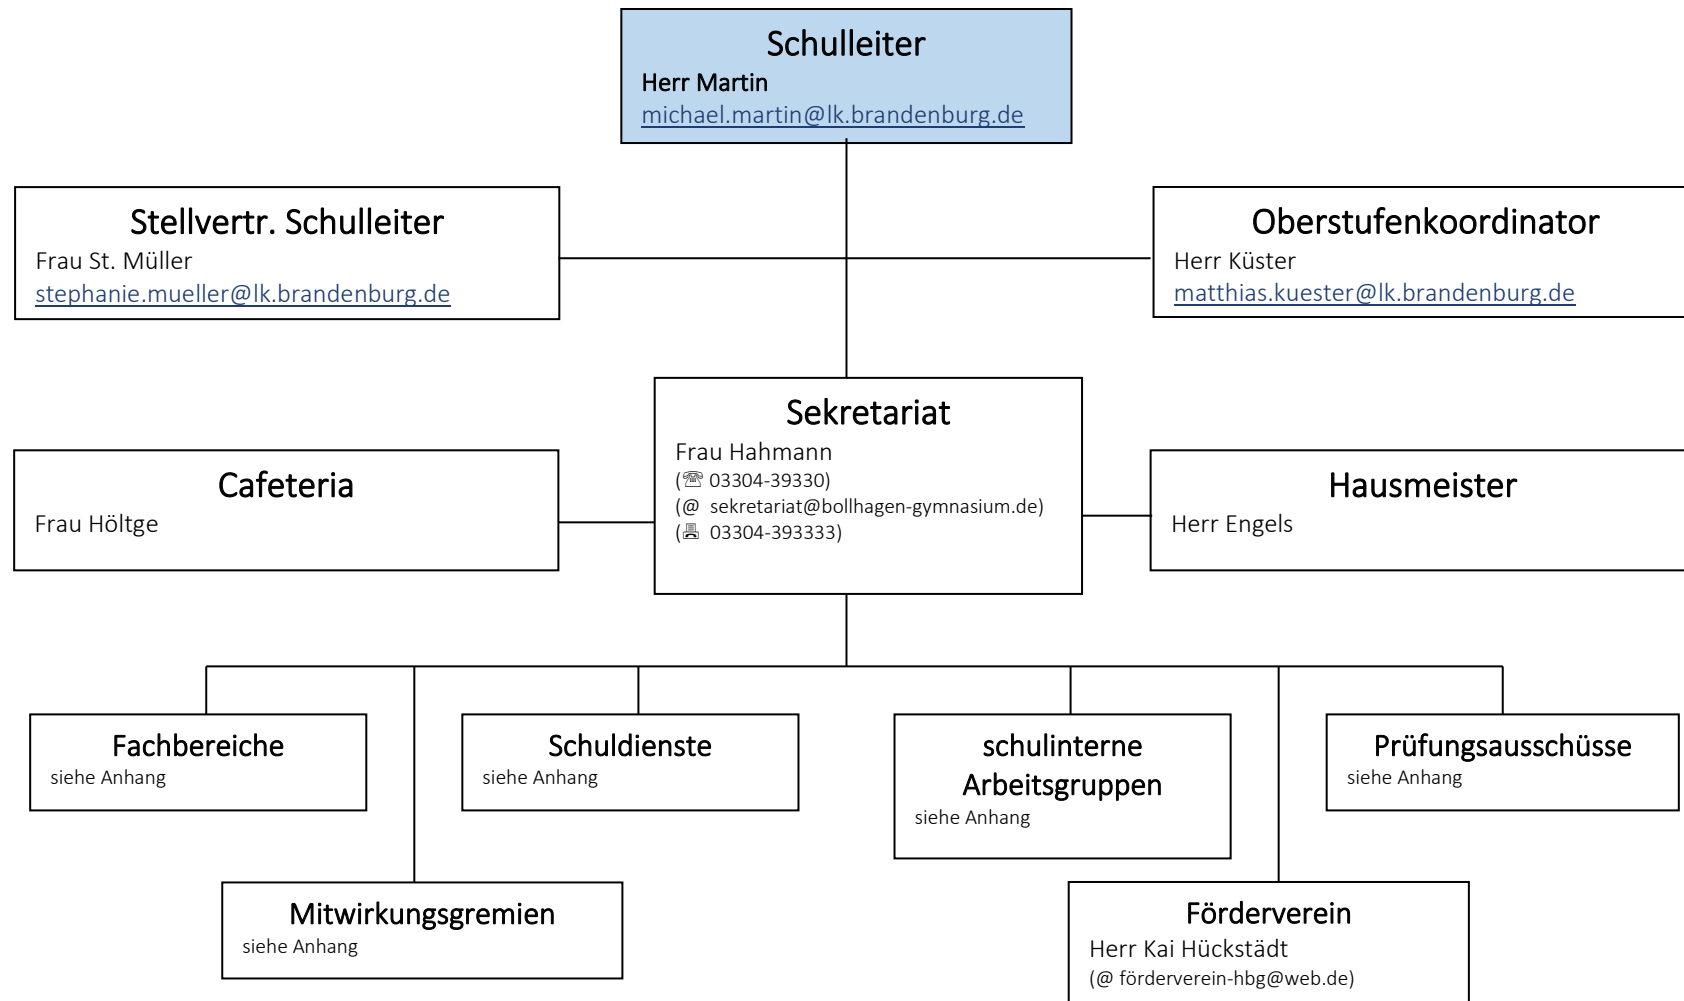 Schulleiter
Herr Martin
michael.martin@lk.brandenburg.de
Stellvertr. Schulleiter
Frau St. Müller
stephanie.mueller@lk.brandenburg.de
Oberstufenkoordinator
Herr Küster
matthias.kuester@lk.brandenburg.de
Sekretariat
Frau Hahmann
(☏ 03304-39330)
(@ sekretariat@bollhagen-gymnasium.de)
(🖷 03304-393333)
Cafeteria
Frau Höltge
Hausmeister
Herr Engels
Fachbereiche
siehe Anhang
Schuldienste
siehe Anhang
schulinterne
Arbeitsgruppen
siehe Anhang
Prüfungsausschüsse
siehe Anhang
Mitwirkungsgremien
siehe Anhang
Förderverein
Herr Kai Hückstädt
(@ förderverein-hbg@web.de)